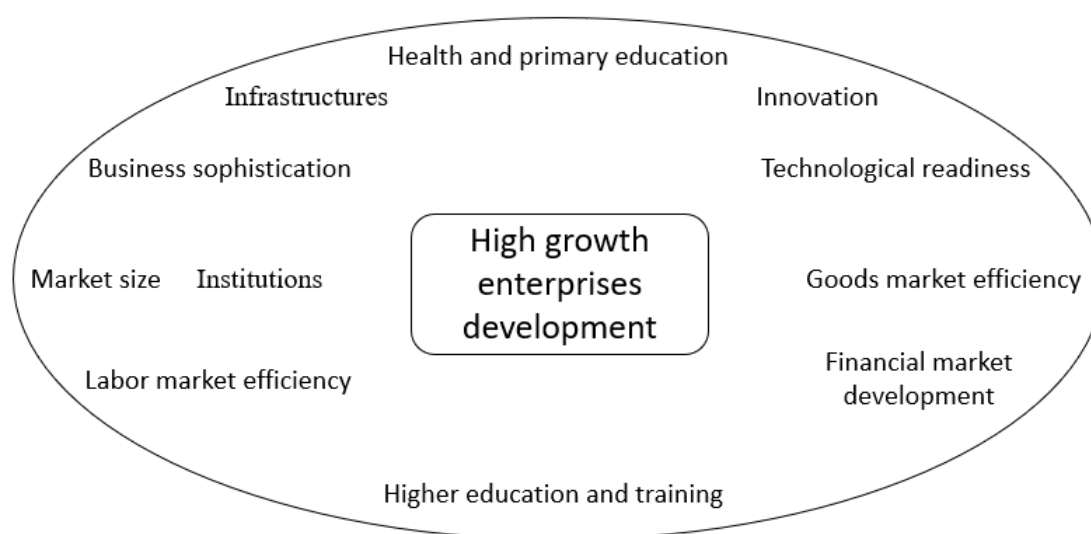 Health and primary education
Infrastructures
Innovation
Business sophistication
Technological readiness
High growth
enterprises
development
Market size
Institutions
Goods market efficiency
Labor market efficiency
Financial market
development
Higher education and training